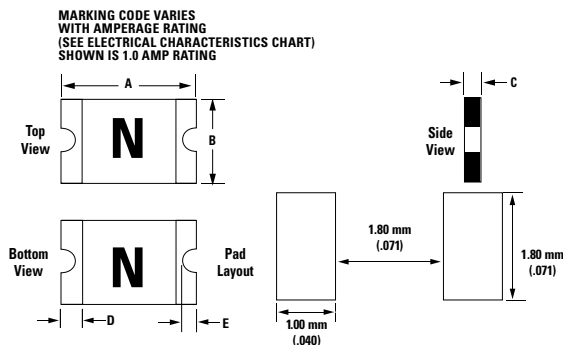 MARKING CODE VARIES
WITH AMPERAGE RATING
(SEE ELECTRICAL CHARACTERISTICS CHART)
SHOWN IS 1.0 AMP RATING
A
C
Top
View
N
B
Side
View
Bottom
View
N
Pad
Layout
1.80 mm
(.071)
1.80 mm
(.071)
D
E
1.00 mm
(.040)